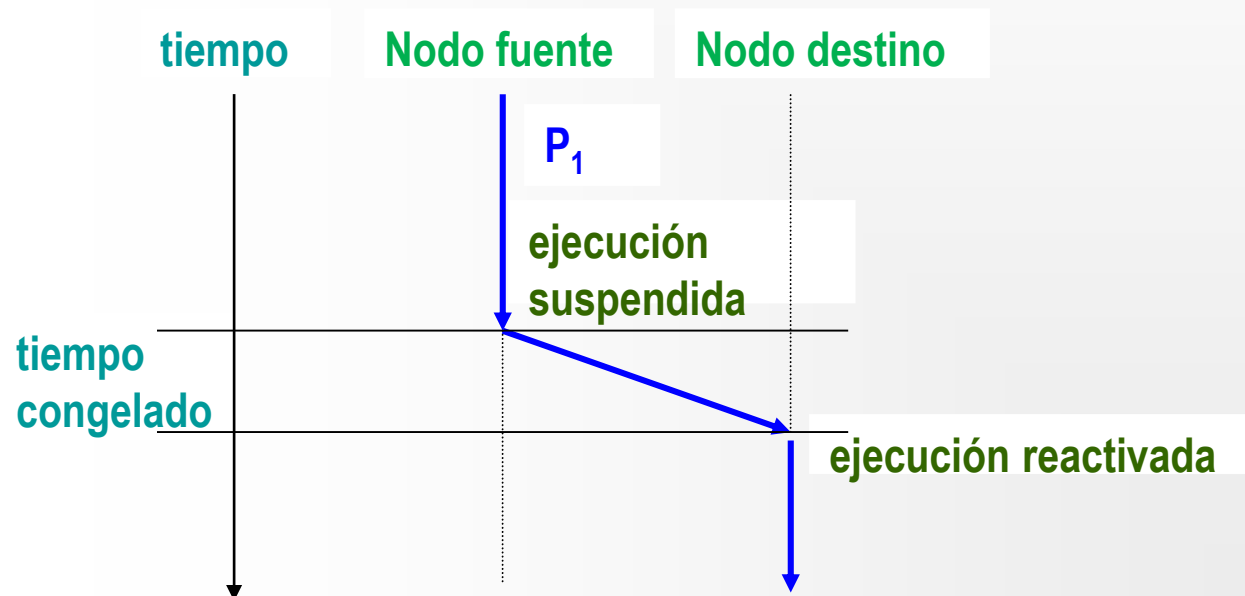 tiempo
Nodo fuente
Nodo destino
P₁
ejecución
suspendida
tiempo
congelado
ejecución reactivada